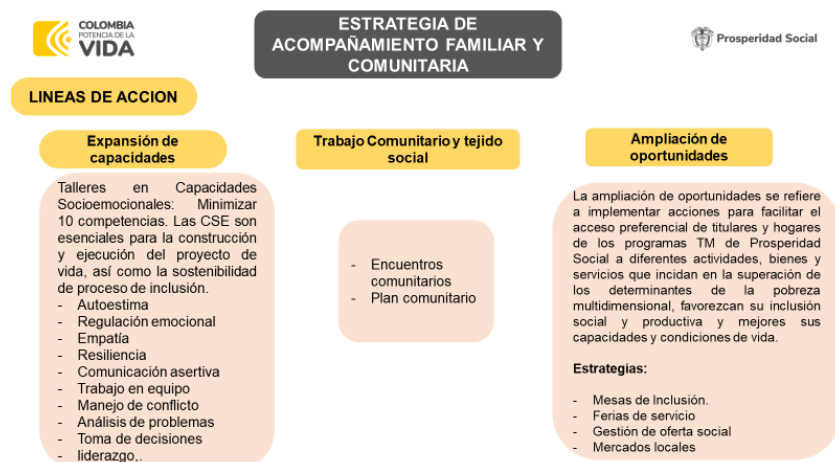 COLOMBIA
POTENCIA DE LA
VIDA
ESTRATEGIA DE
ACOMPAÑAMIENTO FAMILIAR Y
COMUNITARIA
Prosperidad Social
LINEAS DE ACCION
Expansión de
capacidades
Talleres en Capacidades
Socioemocionales: Minimizar
10 competencias. Las CSE son
esenciales para la construcción
y ejecución del proyecto de
vida, así como la sostenibilidad
de proceso de inclusión.
- Autoestima
- Regulación emocional
- Empatía
- Resiliencia
- Comunicación asertiva
- Trabajo en equipo
- Manejo de conflicto
- Análisis de problemas
- Toma de decisiones
- liderazgo,.
Trabajo Comunitario y tejido
social
- Encuentros
comunitarios
- Plan comunitario
Ampliación de
oportunidades
La ampliación de oportunidades se refiere
a implementar acciones para facilitar el
acceso preferencial de titulares y hogares
de los programas TM de Prosperidad
Social a diferentes actividades, bienes y
servicios que incidan en la superación de
los determinantes de la pobreza
multidimensional, favorezcan su inclusión
social y productiva y mejores sus
capacidades y condiciones de vida.
Estrategias:
- Mesas de Inclusión.
- Ferias de servicio
- Gestión de oferta social
- Mercados locales